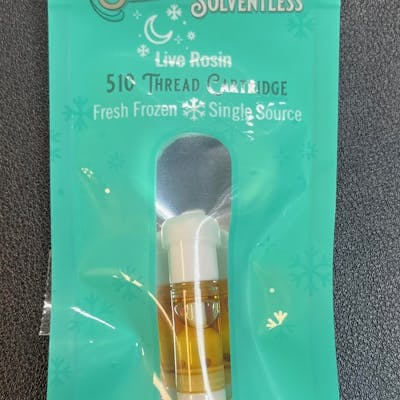 SOLVENTLESS
Live Rosin
510 THREAD CARTRIDGE
Fresh Frozen Single Source